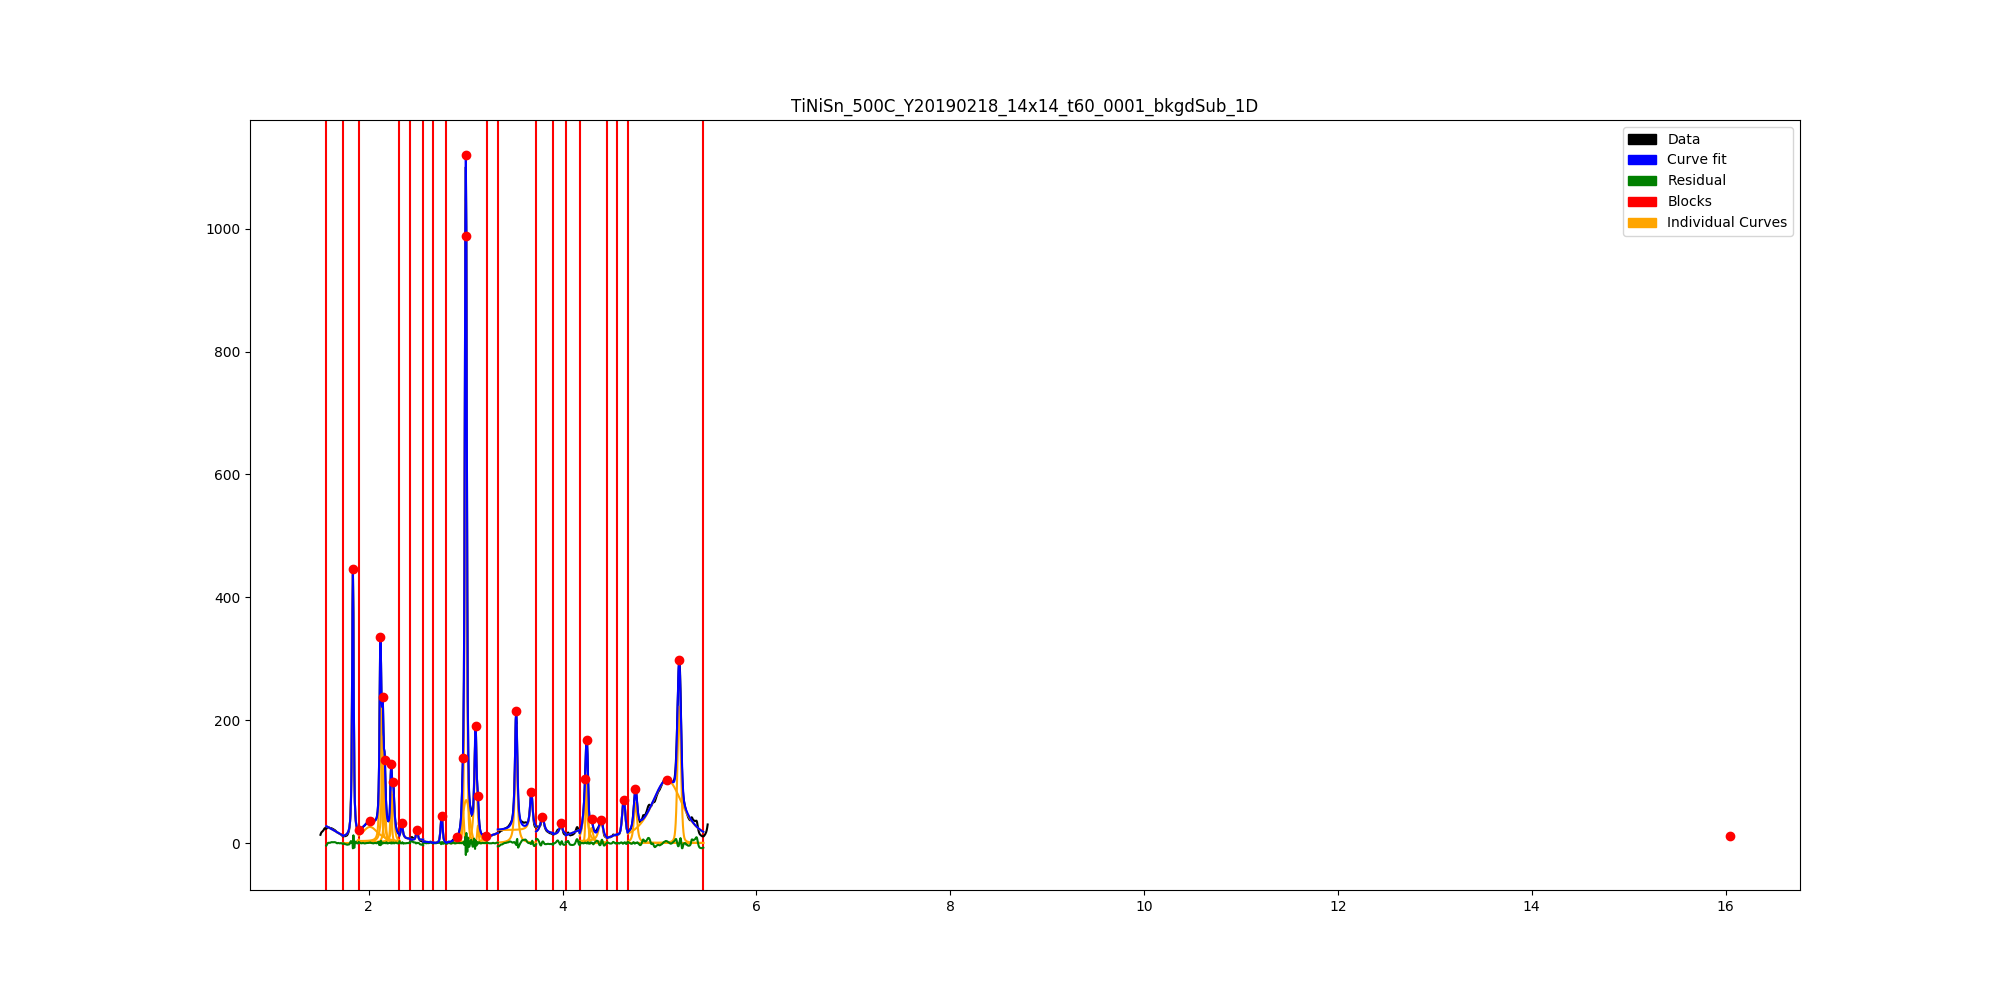 TiNiSn_500C_Y20190218_14x14_t60_0001_bkgdSub_1D
Data
Curve fit
Residual
Blocks
Individual Curves
1000
800
600
400
200
0
2 4 6 8 10 12 14 16